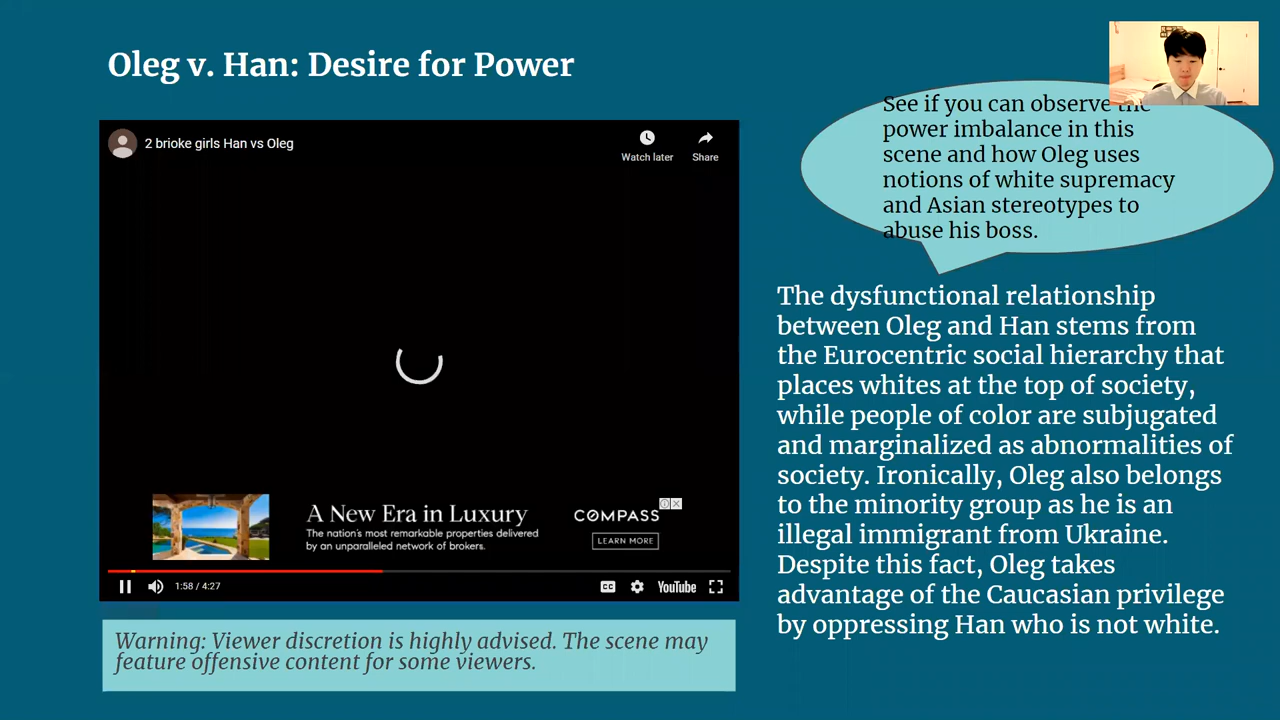 Oleg v. Han: Desire for Power
2 brioke girls Han vs Oleg
Watch later
Share
A New Era in Luxury
The nation's most remarkable properties delivered
by an unparalleled network of brokers.
COMPASS
LEARN MORE
1:58 / 4:27
CC
YouTube
Warning: Viewer discretion is highly advised. The scene may
feature offensive content for some viewers.
See if you can observe the
power imbalance in this
scene and how Oleg uses
notions of white supremacy
and Asian stereotypes to
abuse his boss.
The dysfunctional relationship
between Oleg and Han stems from
the Eurocentric social hierarchy that
places whites at the top of society,
while people of color are subjugated
and marginalized as abnormalities of
society. Ironically, Oleg also belongs
to the minority group as he is an
illegal immigrant from Ukraine.
Despite this fact, Oleg takes
advantage of the Caucasian privilege
by oppressing Han who is not white.